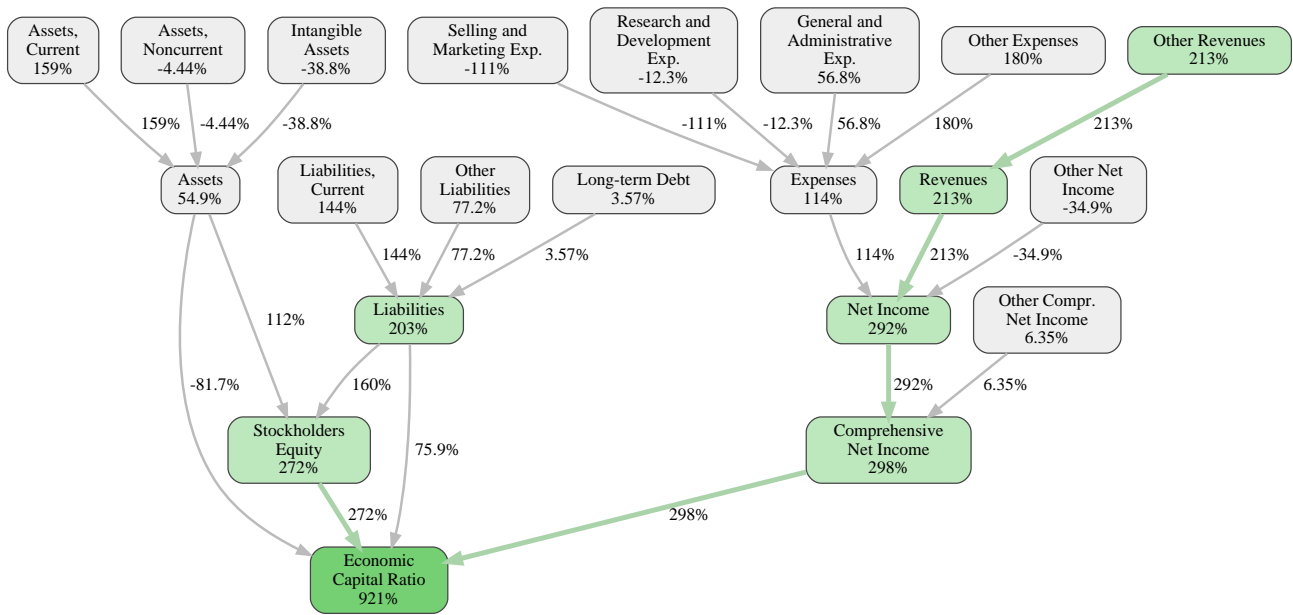 Assets,
Current
159%
Assets,
Noncurrent
-4.44%
Intangible
Assets
-38.8%
Selling and
Marketing Exp.
-111%
Research and
Development
Exp.
-12.3%
General and
Administrative
Exp.
56.8%
Other Expenses
180%
Other Revenues
213%
159%
-4.44%
-38.8%
-111%
-12.3%
56.8%
180%
213%
Assets
54.9%
Liabilities,
Current
144%
Other
Liabilities
77.2%
Long-term Debt
3.57%
Expenses
114%
Revenues
213%
Other Net
Income
-34.9%
144%
77.2%
3.57%
114%
213%
-34.9%
112%
Liabilities
203%
Net Income
292%
Other Compr.
Net Income
6.35%
-81.7%
160%
292%
6.35%
Stockholders
Equity
272%
75.9%
Comprehensive
Net Income
298%
272%
298%
Economic
Capital Ratio
921%